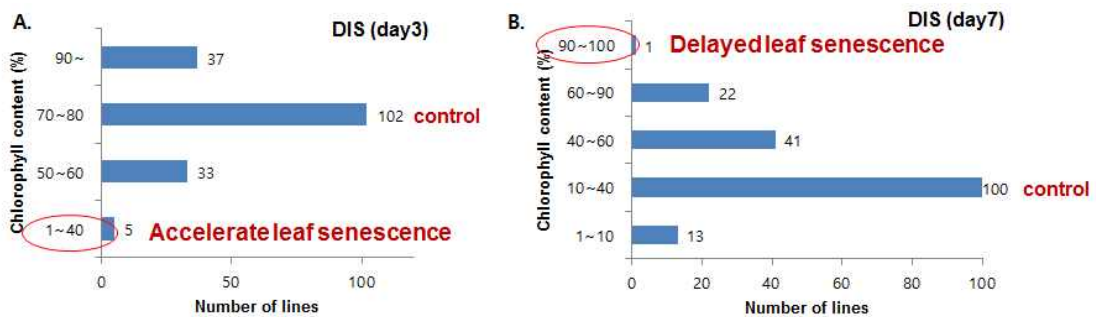 A.
DIS (day3)
Chlorophyll content (%)
90~
37
70~80
102 control
50~60
33
1~40
5 Accelerate leaf senescence
0
50
100
Number of lines
B.
DIS (day7)
Chlorophyll content (%)
90~100
1 Delayed leaf senescence
60~90
22
40~60
41
10~40
100 control
1~10
13
0
20
40
60
80
100
Number of lines